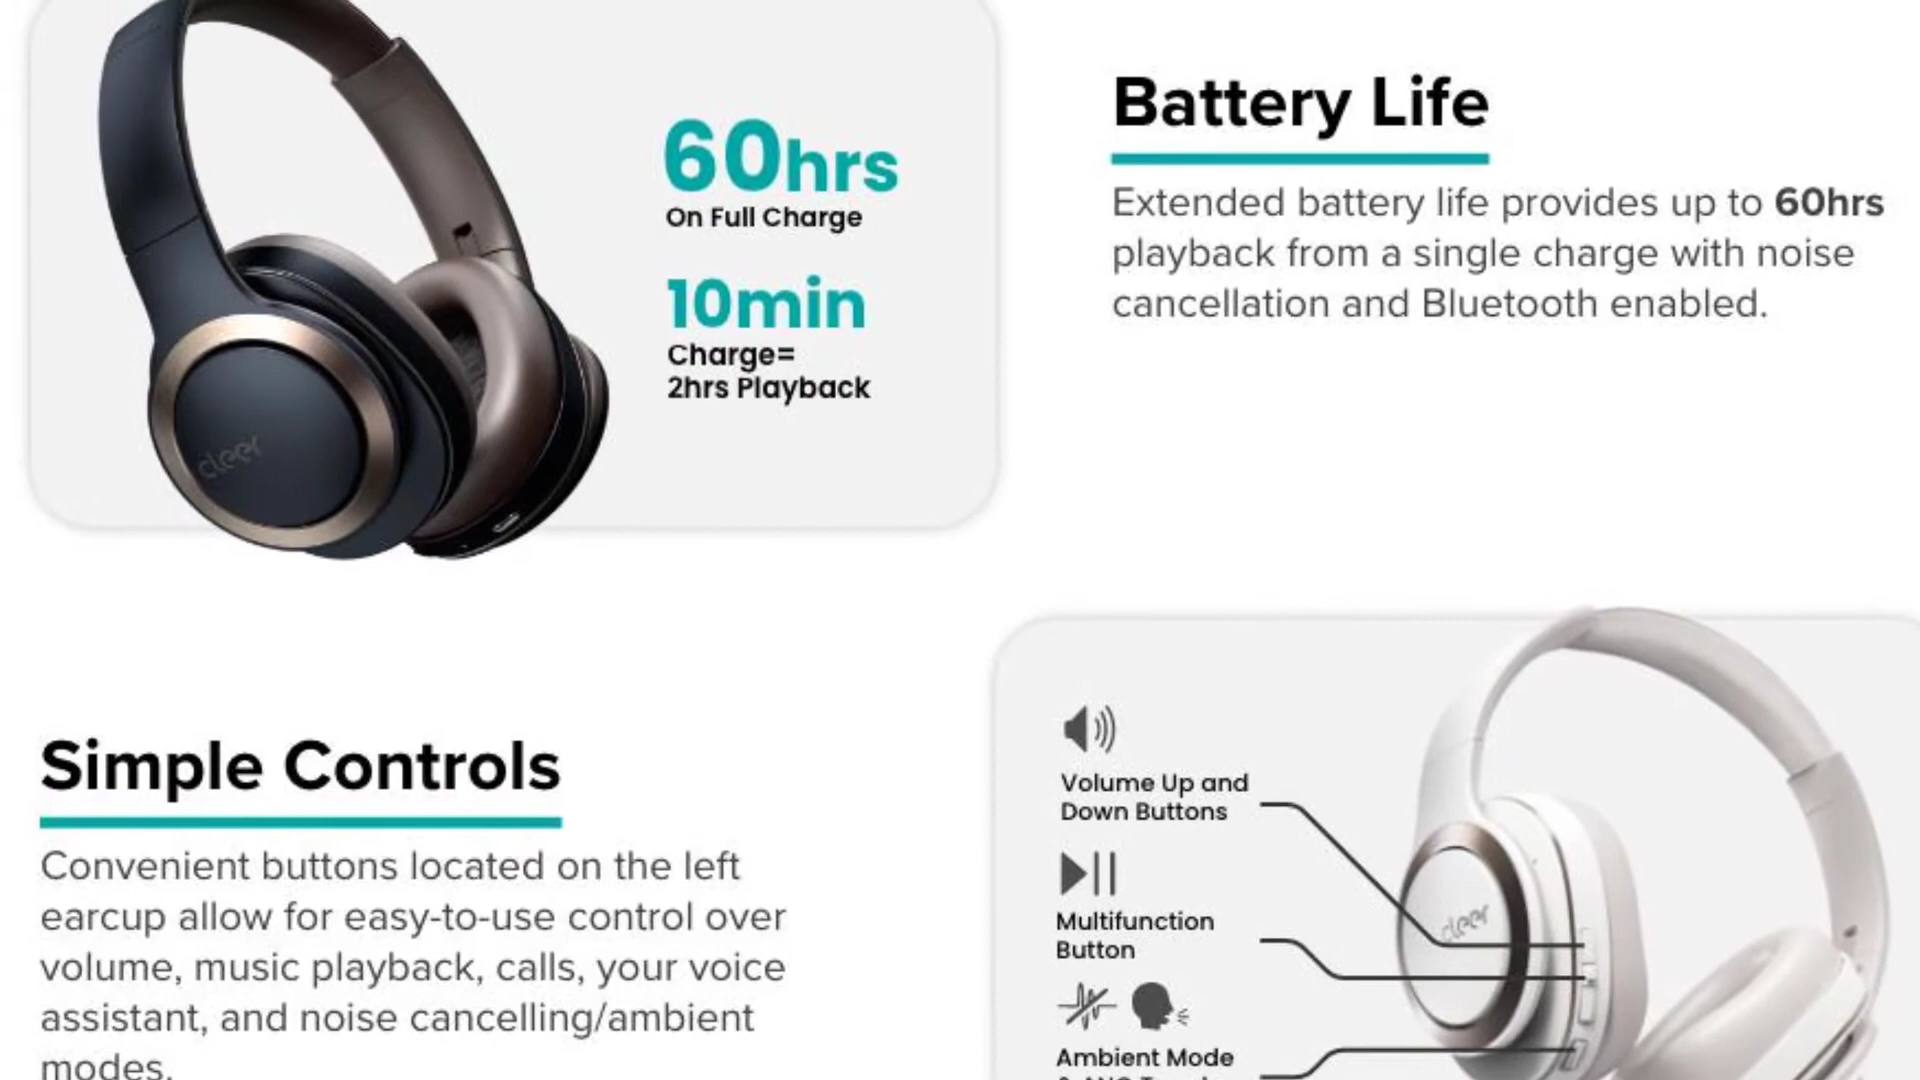 60hrs
On Full Charge
10min
Charge=
2hrs Playback
cleer
Battery Life
Extended battery life provides up to 60hrs
playback from a single charge with noise
cancellation and Bluetooth enabled.
Simple Controls
Convenient buttons located on the left
earcup allow for easy-to-use control over
volume, music playback, calls, your voice
assistant, and noise cancelling/ambient
modes.
Volume Up and
Down Buttons
Multifunction
Button
Ambient Mode
cleer